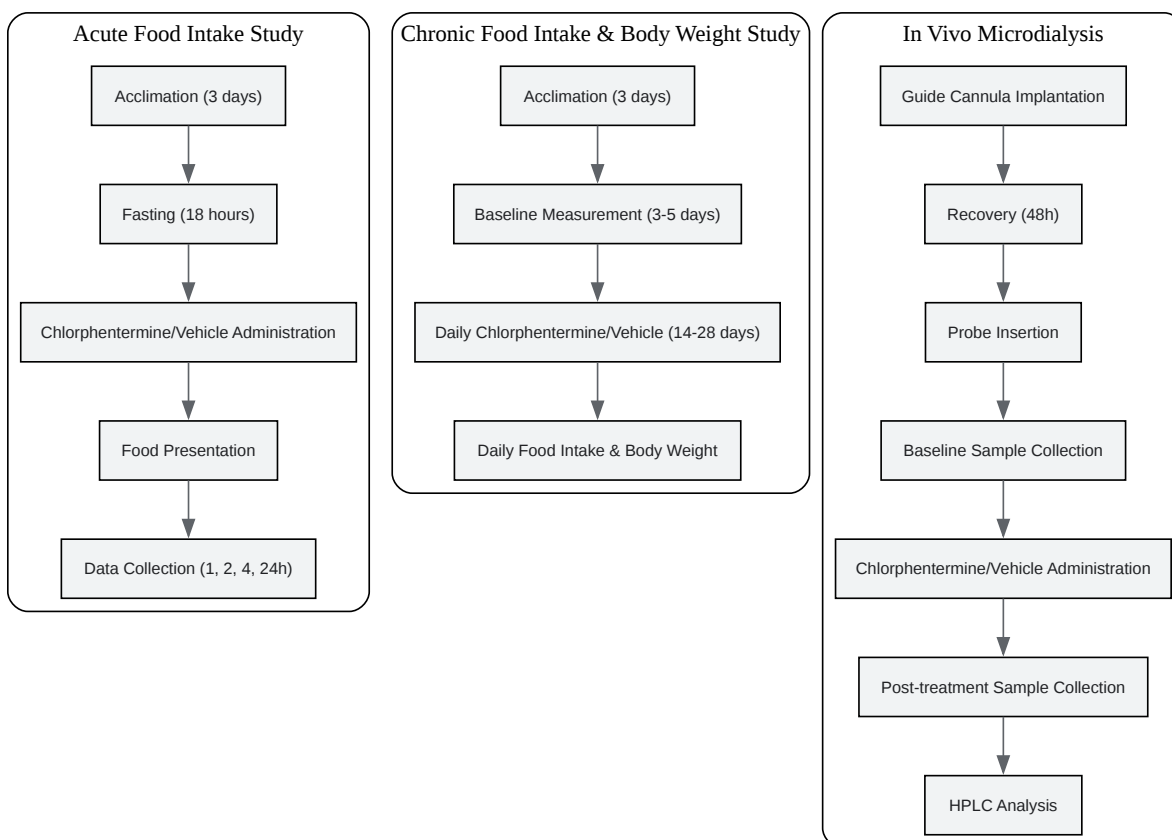 Acute Food Intake Study
Acclimation (3 days)
Fasting (18 hours)
Chlorphentermine/Vehicle Administration
Food Presentation
Data Collection (1, 2, 4, 24h)
Chronic Food Intake & Body Weight Study
Acclimation (3 days)
Baseline Measurement (3-5 days)
Daily Chlorphentermine/Vehicle (14-28 days)
Daily Food Intake & Body Weight
In Vivo Microdialysis
Guide Cannula Implantation
Recovery (48h)
Probe Insertion
Baseline Sample Collection
Chlorphentermine/Vehicle Administration
Post-treatment Sample Collection
HPLC Analysis